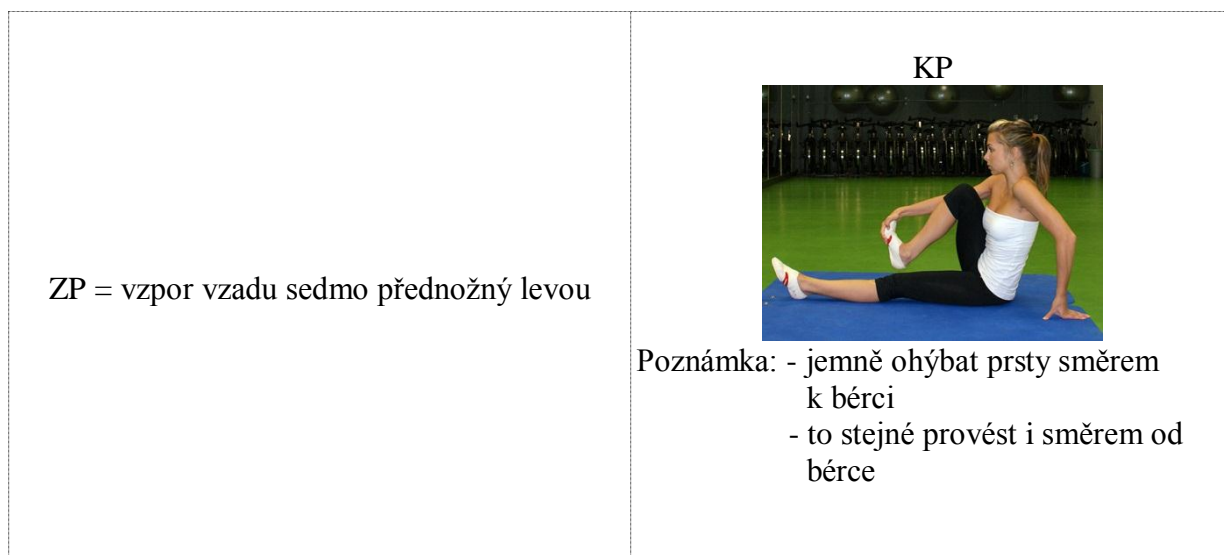 ZP = vzpor vzadu sedmo přednožný levou
KP
Poznámka: - jemně ohýbat prsty směrem
k bérci
- to stejné provést i směrem od
bérce